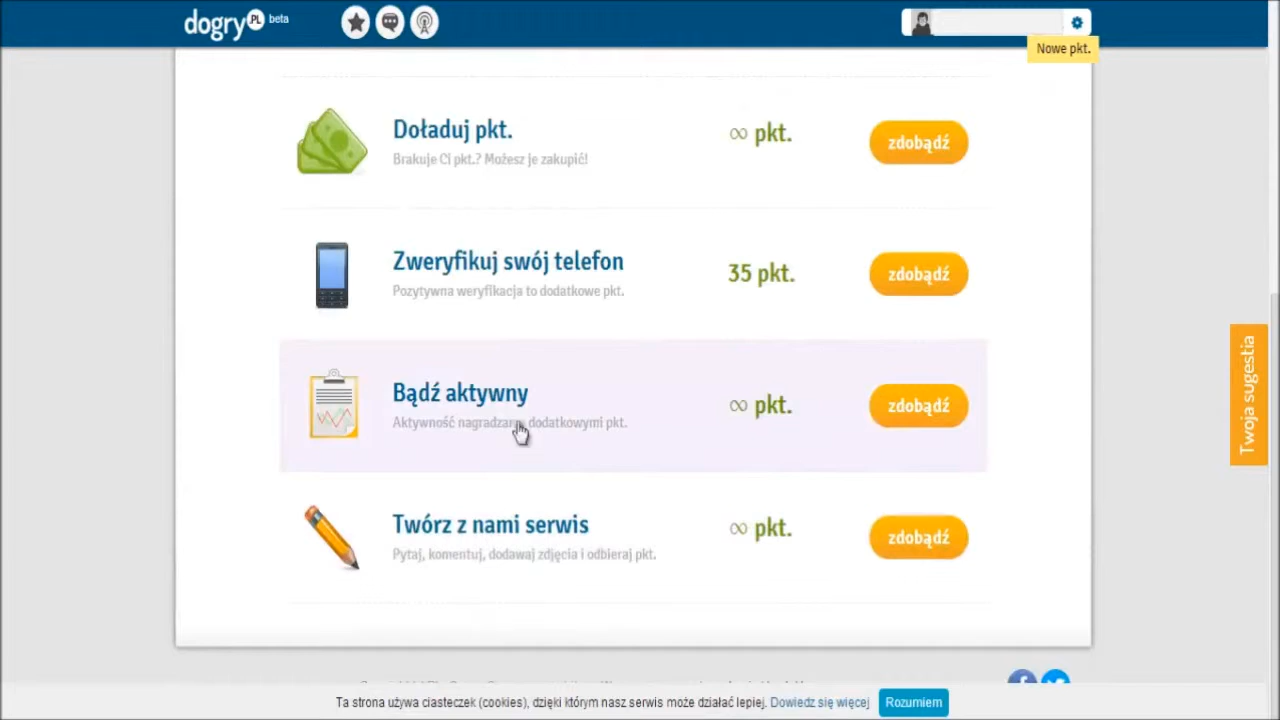 dogry PL beta
Nowe pkt.
Doładuj pkt.
Brakuje Ci pkt.? Możesz je zakupić!
∞ pkt.
zdobądź
Zweryfikuj swój telefon
Pozytywna weryfikacja to dodatkowe pkt.
35 pkt.
zdobądź
Bądź aktywny
Aktywność nagradzana dodatkowymi pkt.
∞ pkt.
zdobądź
Twórz z nami serwis
Pytaj, komentuj, dodawaj zdjęcia i odbieraj pkt.
∞ pkt.
zdobądź
Twoja sugestia
Ta strona używa ciasteczek (cookies), dzięki którym nasz serwis może działać lepiej. Dowiedz się więcej
Rozumiem